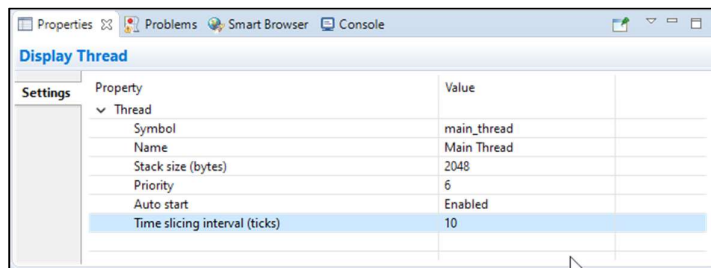 Properties Problems Smart Browser Console
Display Thread
Settings
Property Value
Thread
Symbol main_thread
Name Main Thread
Stack size (bytes) 2048
Priority 6
Auto start Enabled
Time slicing interval (ticks) 10